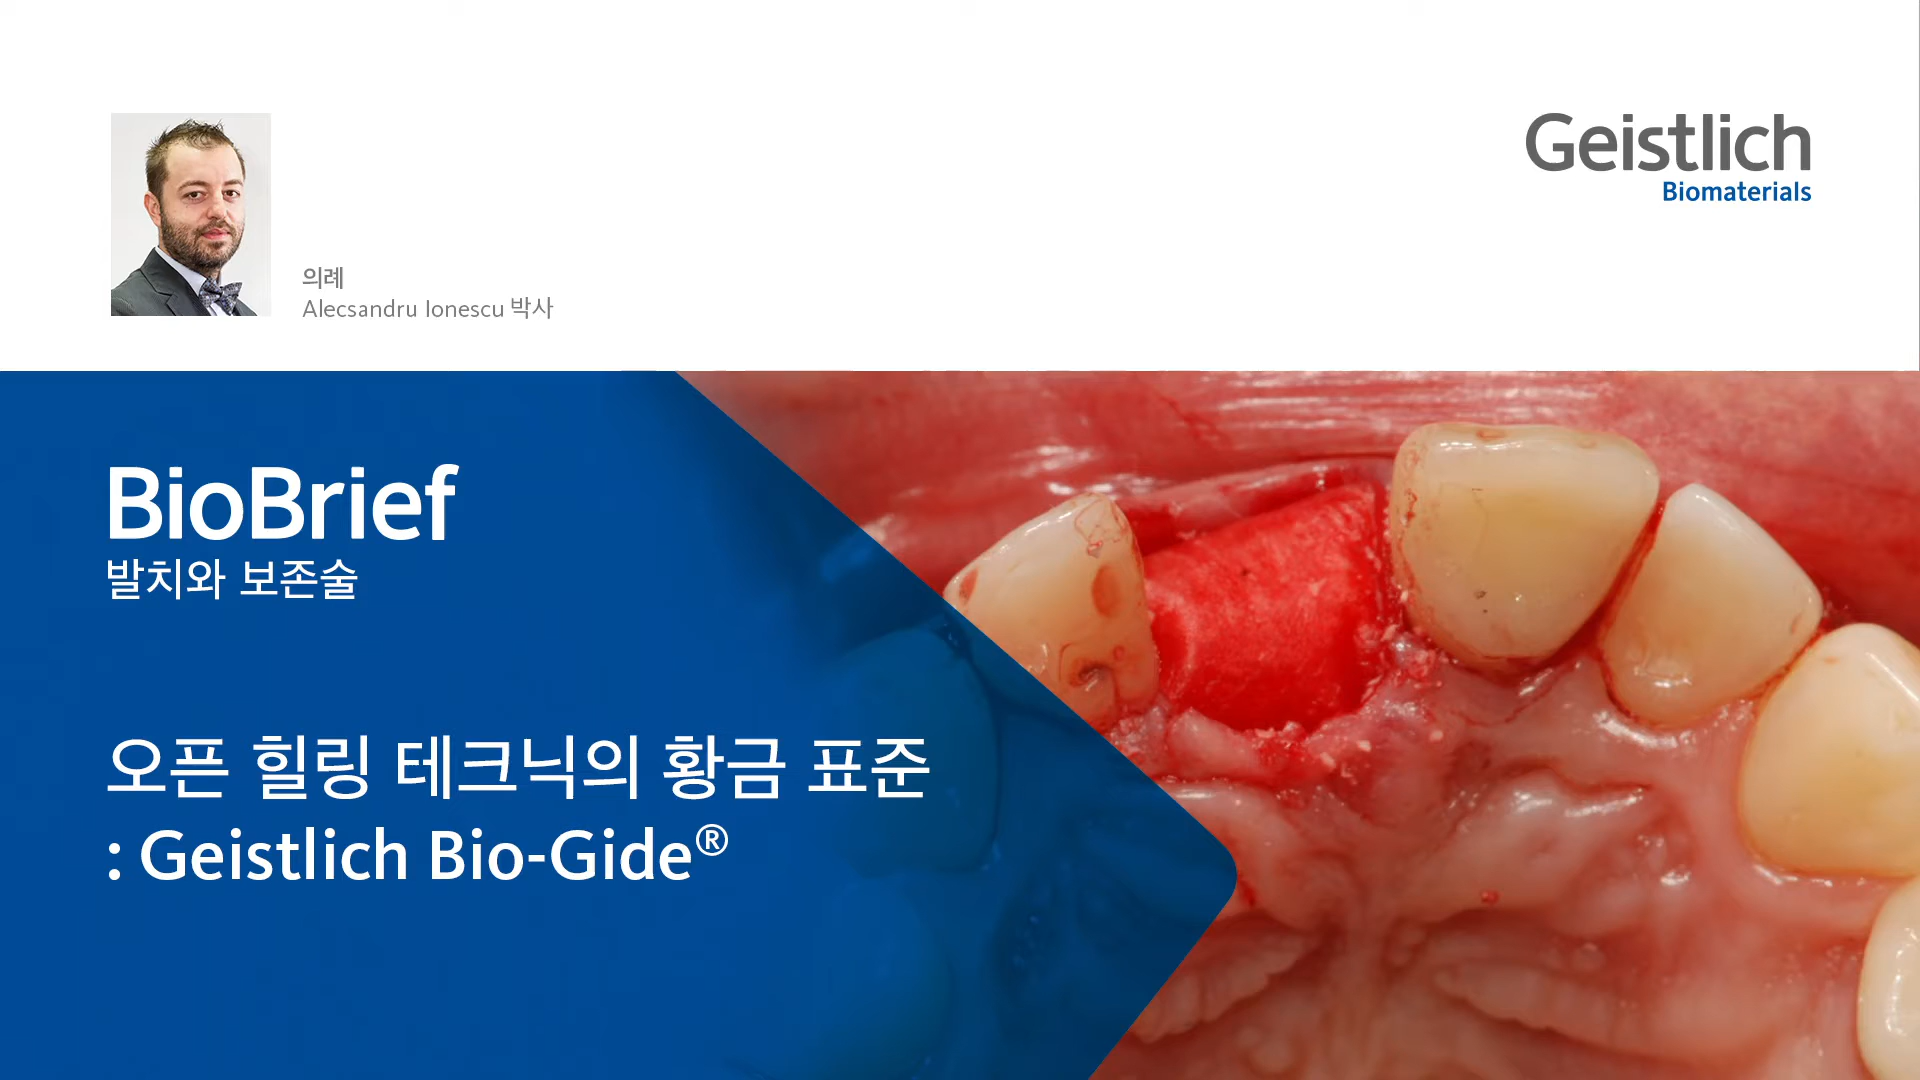 Geistlich
Biomaterials
의례
Alecsandru Ionescu 박사
BioBrief
발치와 보존술
오픈 힐링 테크닉의 황금 표준
: Geistlich Bio-Gide®